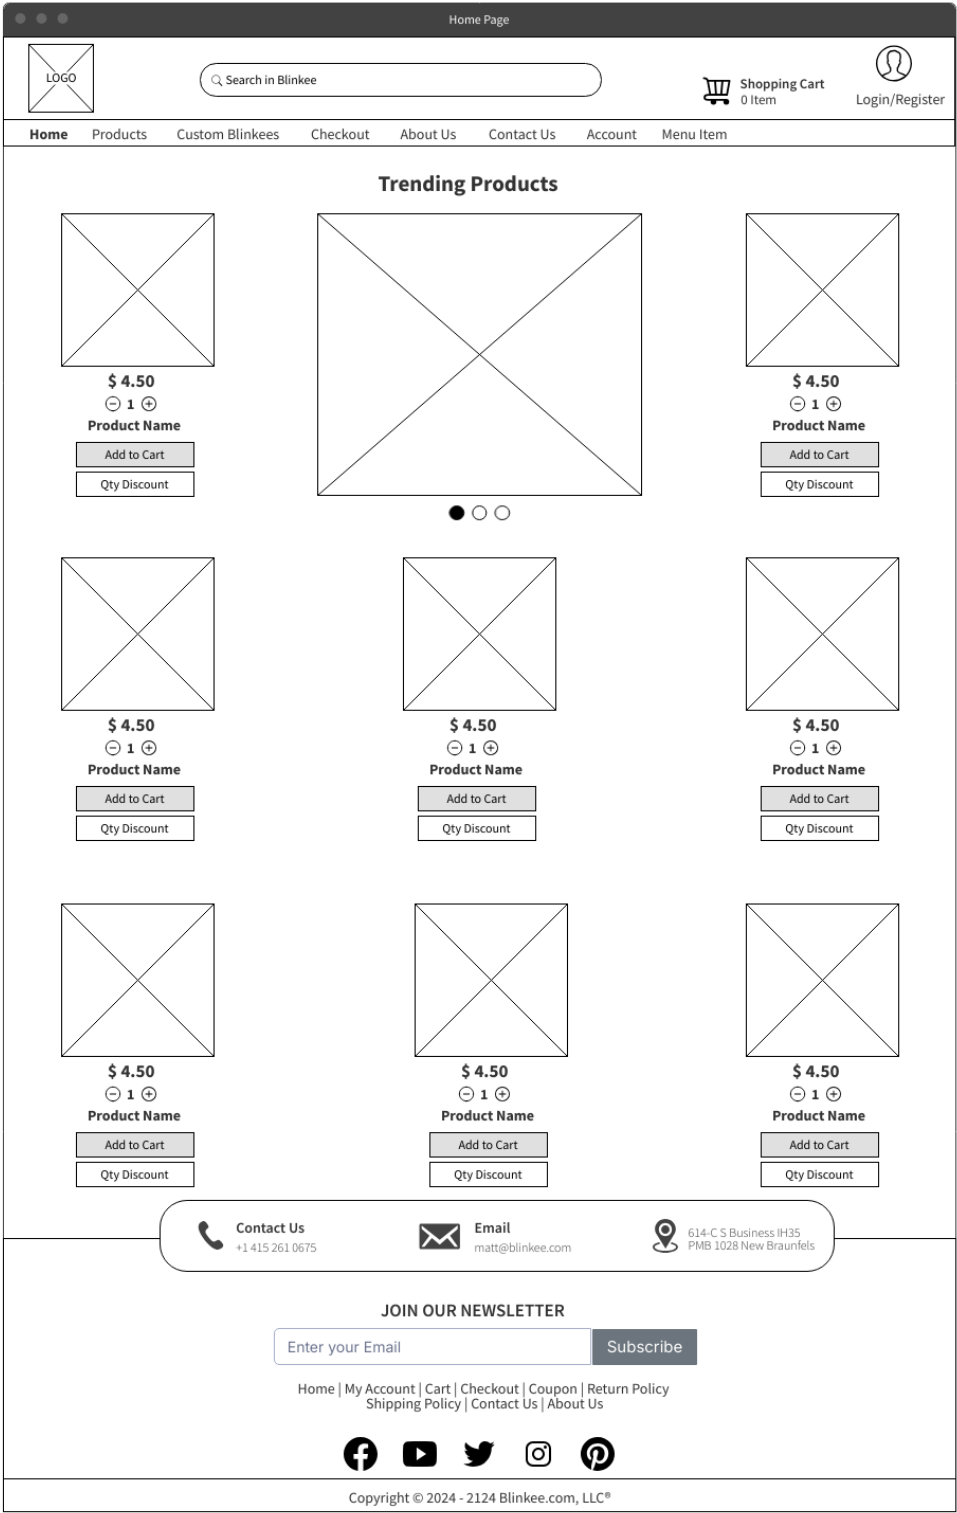 Home Page
LOGO
Search in Blinkee
Shopping Cart
0 Item
Login/Register
Home Products Custom Blinkees Checkout About Us Contact Us Account Menu Item
Trending Products
$ 4.50
1
Product Name
Add to Cart
Qty Discount
$ 4.50
1
Product Name
Add to Cart
Qty Discount
$ 4.50
1
Product Name
Add to Cart
Qty Discount
$ 4.50
1
Product Name
Add to Cart
Qty Discount
$ 4.50
1
Product Name
Add to Cart
Qty Discount
$ 4.50
1
Product Name
Add to Cart
Qty Discount
$ 4.50
1
Product Name
Add to Cart
Qty Discount
$ 4.50
1
Product Name
Add to Cart
Qty Discount
Contact Us
+1 415 261 0675
Email
matt@blinkee.com
614-C S Business IH35
PMB 1028 New Braunfels
JOIN OUR NEWSLETTER
Enter your Email
Subscribe
Home | My Account | Cart | Checkout | Coupon | Return Policy
Shipping Policy | Contact Us | About Us
Copyright © 2024 - 2124 Blinkee.com, LLC®